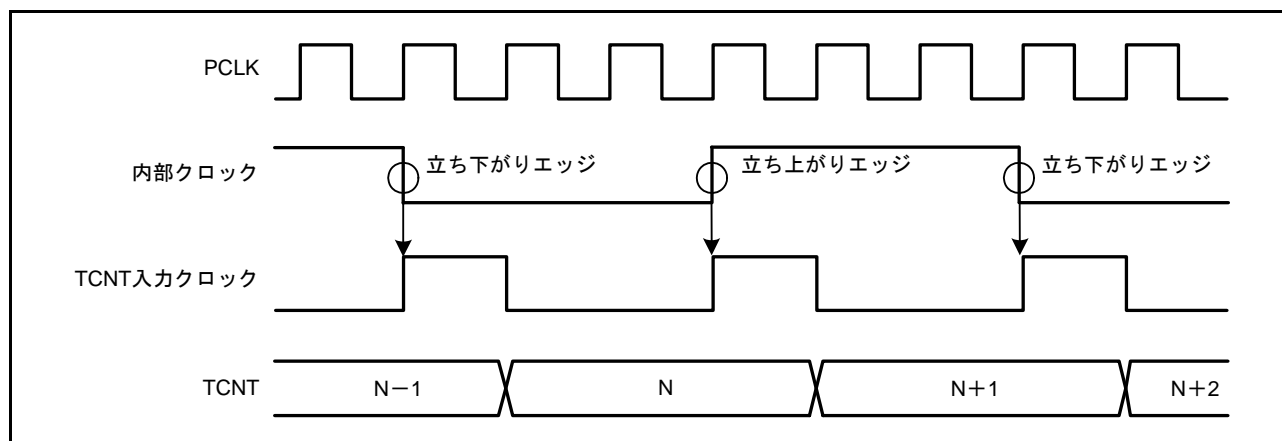 PCLK
内部クロック
立ち下がりエッジ 立ち上がりエッジ 立ち下がりエッジ
TCNT入力クロック
TCNT N-1 N N+1 N+2